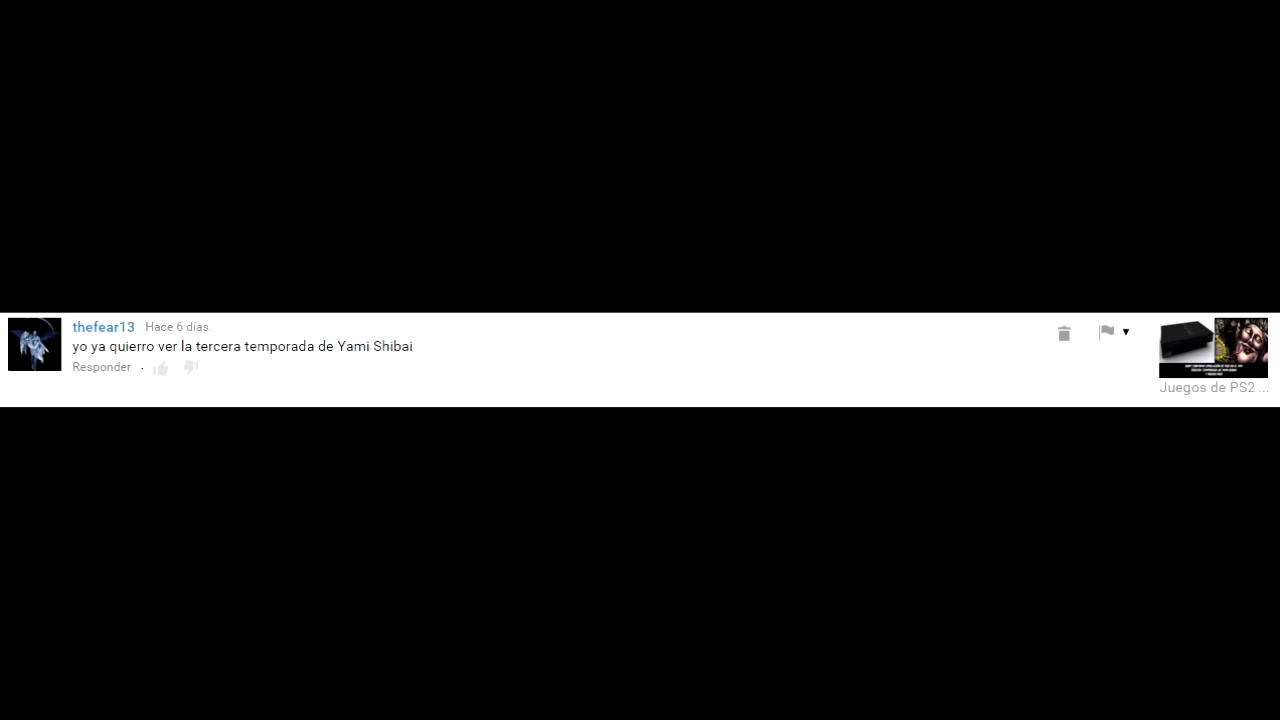 thefear13 Hace 6 días.
yo ya quierro ver la tercera temporada de Yami Shibai
Responder ·
Juegos de PS2 ...